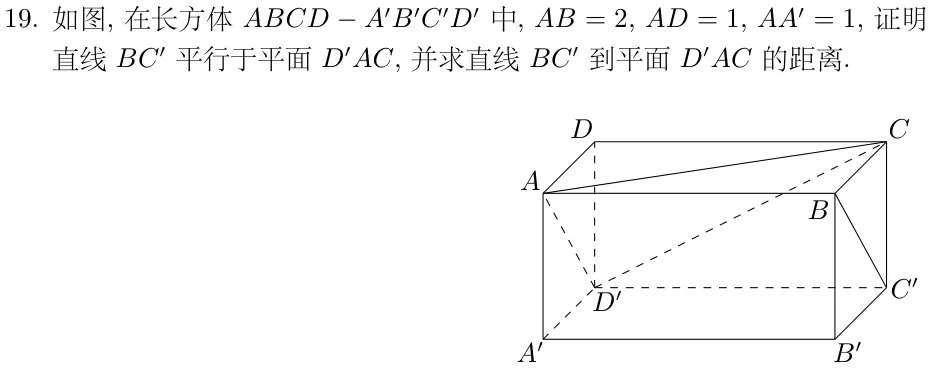 19. 如图, 在长方体 ABCD − A′B′C′D′ 中, AB = 2, AD = 1, AA′ = 1, 证明
直线 BC′ 平行于平面 D′AC, 并求直线 BC′ 到平面 D′AC 的距离.
D
C
A
B
D′
C′
A′
B′